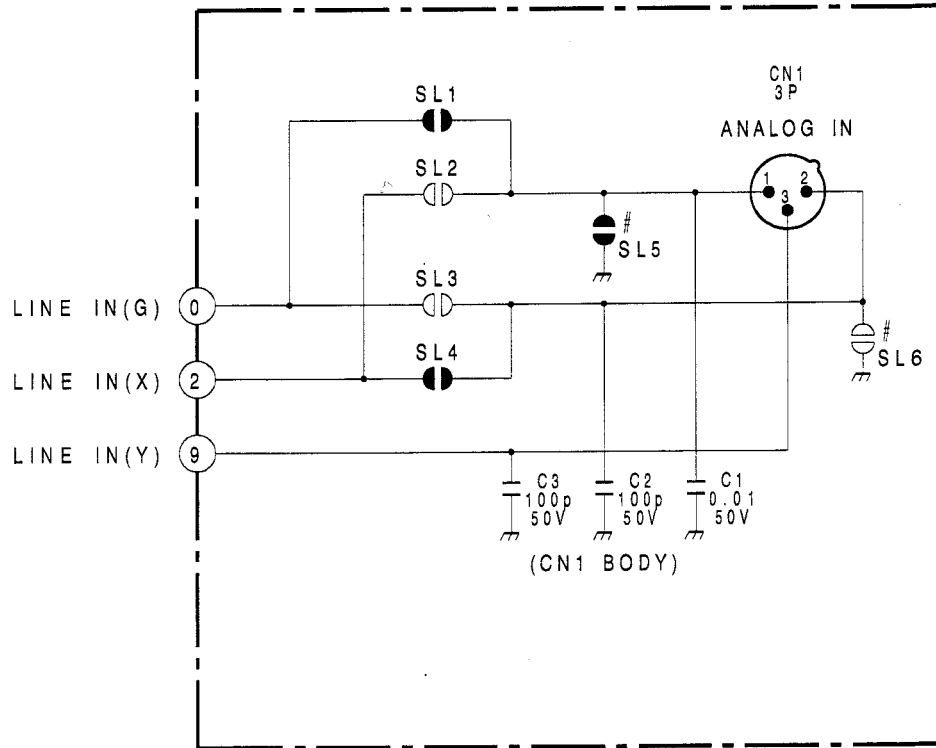 CN1
3P
ANALOG IN
SL1
SL2
1 2
3
#
SL5
SL3
LINE IN(G) 0
#
SL6
SL4
LINE IN(X) 2
LINE IN(Y) 9
C3
100p
50V
C2
100p
50V
C1
0.01
50V
(CN1 BODY)